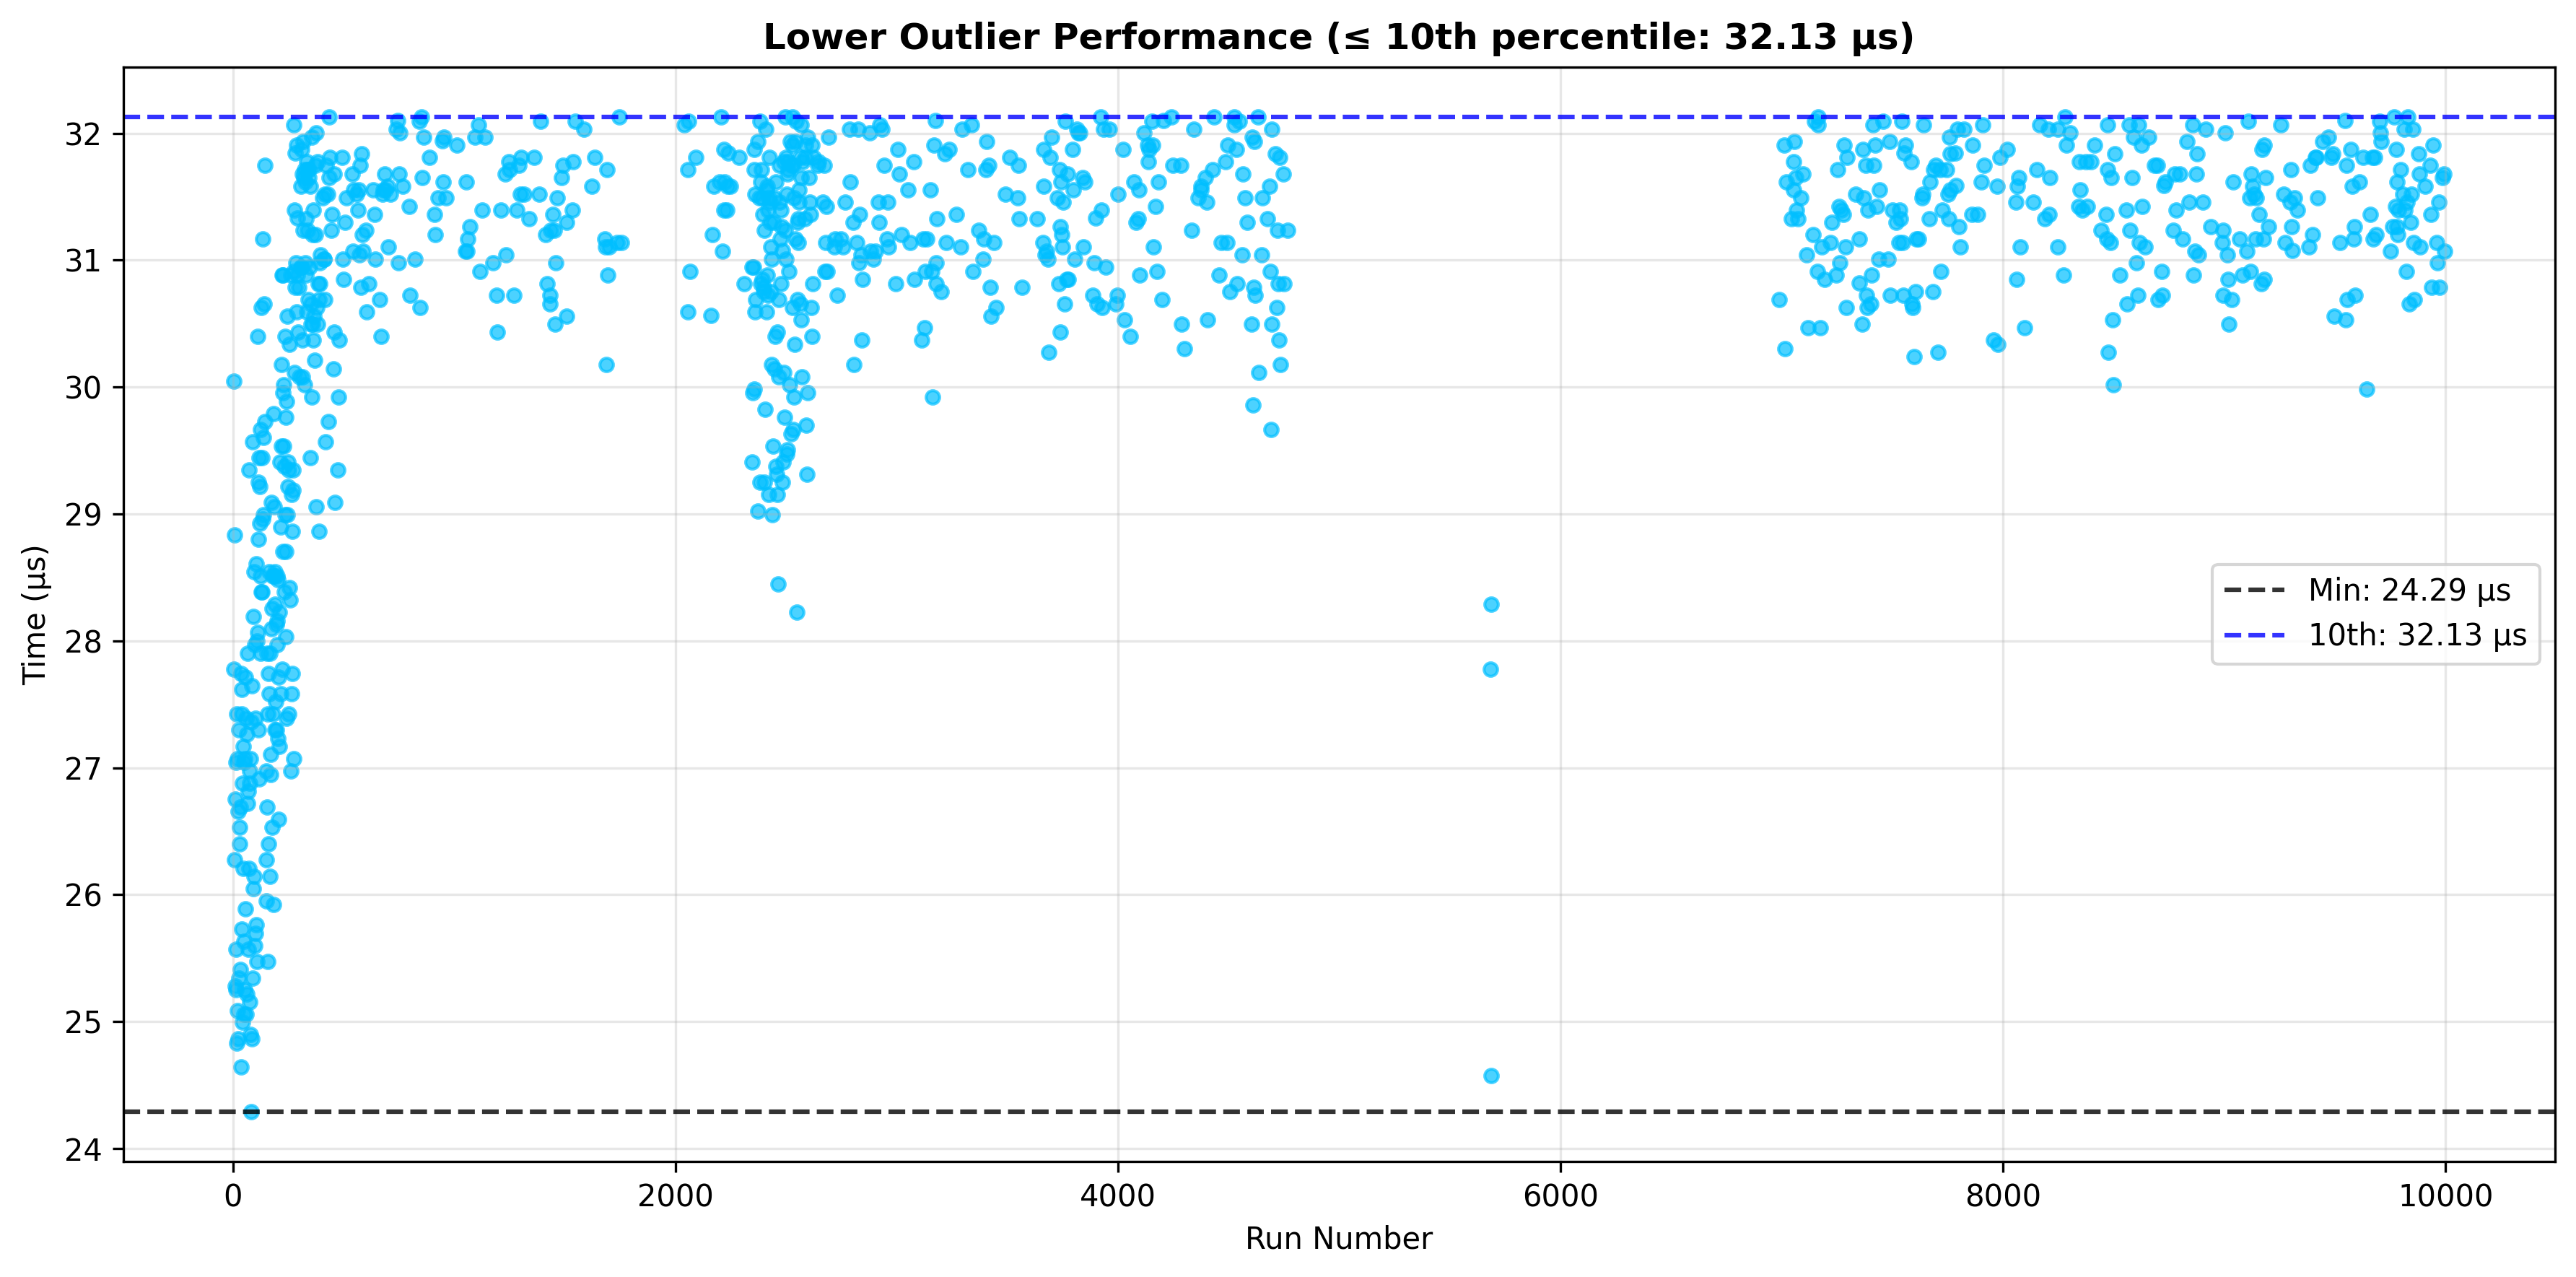 Lower Outlier Performance (≤ 10th percentile: 32.13 µs)
Time (µs)
32
31
30
29
28
27
26
25
24
Min: 24.29 µs
10th: 32.13 µs
0 2000 4000 6000 8000 10000
Run Number